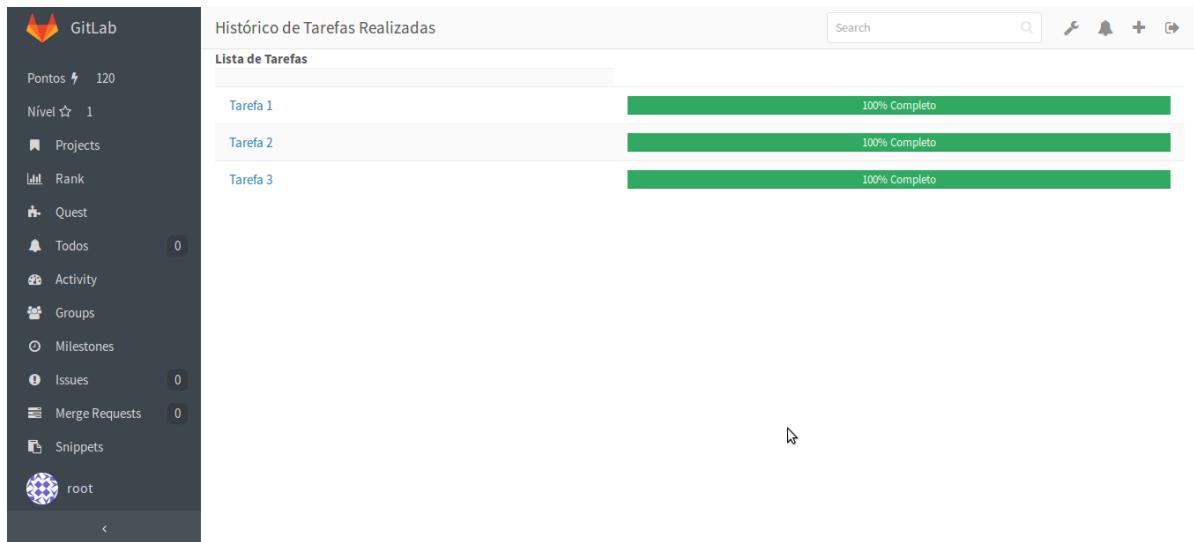 GitLab
Histórico de Tarefas Realizadas
Search
Pontos 120
Nível 1
Projects
Rank
Quest
Todos 0
Activity
Groups
Milestones
Issues 0
Merge Requests 0
Snippets
root
Lista de Tarefas
Tarefa 1 100% Completo
Tarefa 2 100% Completo
Tarefa 3 100% Completo